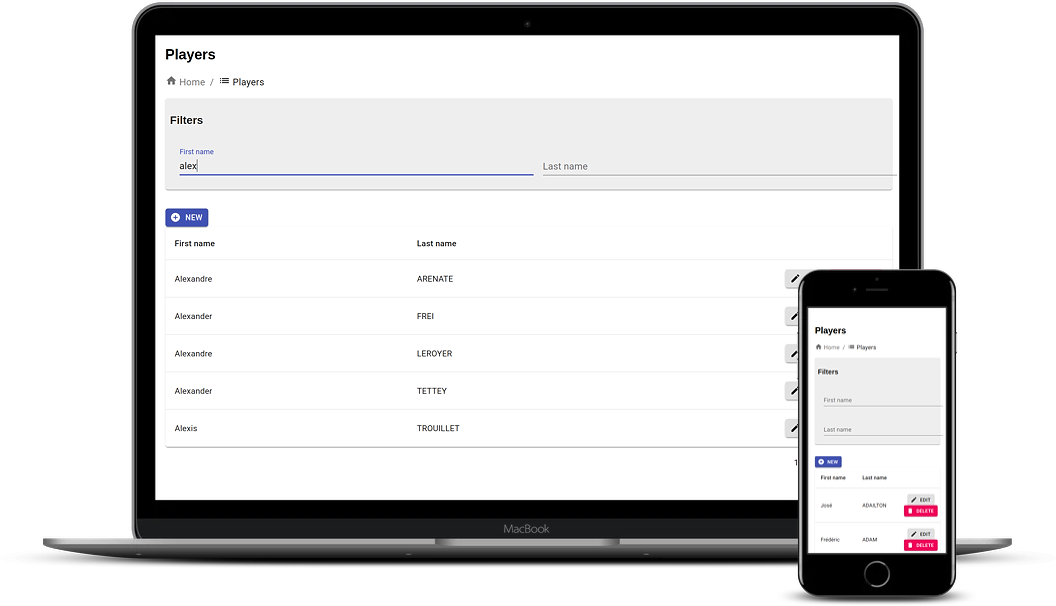 Players
Home / Players
Filters
First name
alex
Last name
NEW
First name Last name
Alexandre ARENATE
Alexander FREI
Alexandre LEROYER
Alexander TETTEY
Alexis TROUILLET
1
MacBook
Players
Home / Players
Filters
First name
Last name
NEW
First name Last name
José ADAILTON
EDIT
DELETE
Frédéric ADAM
EDIT
DELETE